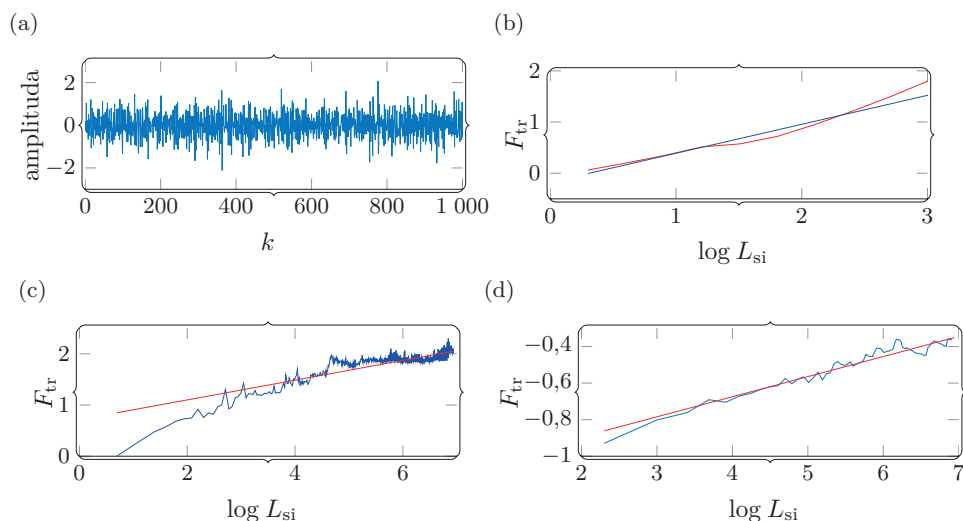 (a)
amplituda
2
0
−2
0 200 400 600 800 1 000
k
(b)
F_tr
2
1
0
0 1 2 3
log L_si
(c)
F_tr
2
1
0
0 2 4 6
log L_si
(d)
F_tr
−0,4
−0,6
−0,8
−1
2 3 4 5 6 7
log L_si